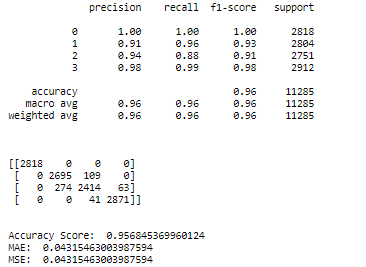 precision recall f1-score support
0 1.00 1.00 1.00 2818
1 0.91 0.96 0.93 2804
2 0.94 0.88 0.91 2751
3 0.98 0.99 0.98 2912
accuracy 0.96 11285
macro avg 0.96 0.96 0.96 11285
weighted avg 0.96 0.96 0.96 11285
[[2818 0 0 0]
[ 0 2695 109 0]
[ 0 274 2414 63]
[ 0 0 41 2871]]
Accuracy Score: 0.956845369960124
MAE: 0.04315463003987594
MSE: 0.04315463003987594